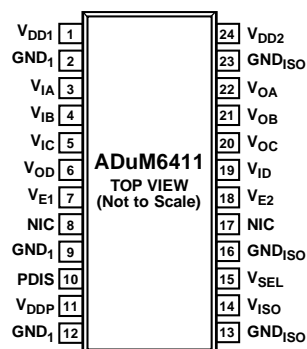 VDD1 1 24 VDD2
GND1 2 23 GNDISO
VIA 3 22 VOA
VIB 4 21 VOB
VIC 5 20 VOC
VOD 6 19 VID
VE1 7 18 VE2
NIC 8 17 NIC
GND1 9 16 GNDISO
PDIS 10 15 VSEL
VDDP 11 14 VISO
GND1 12 13 GNDISO
ADuM6411
TOP VIEW
(Not to Scale)